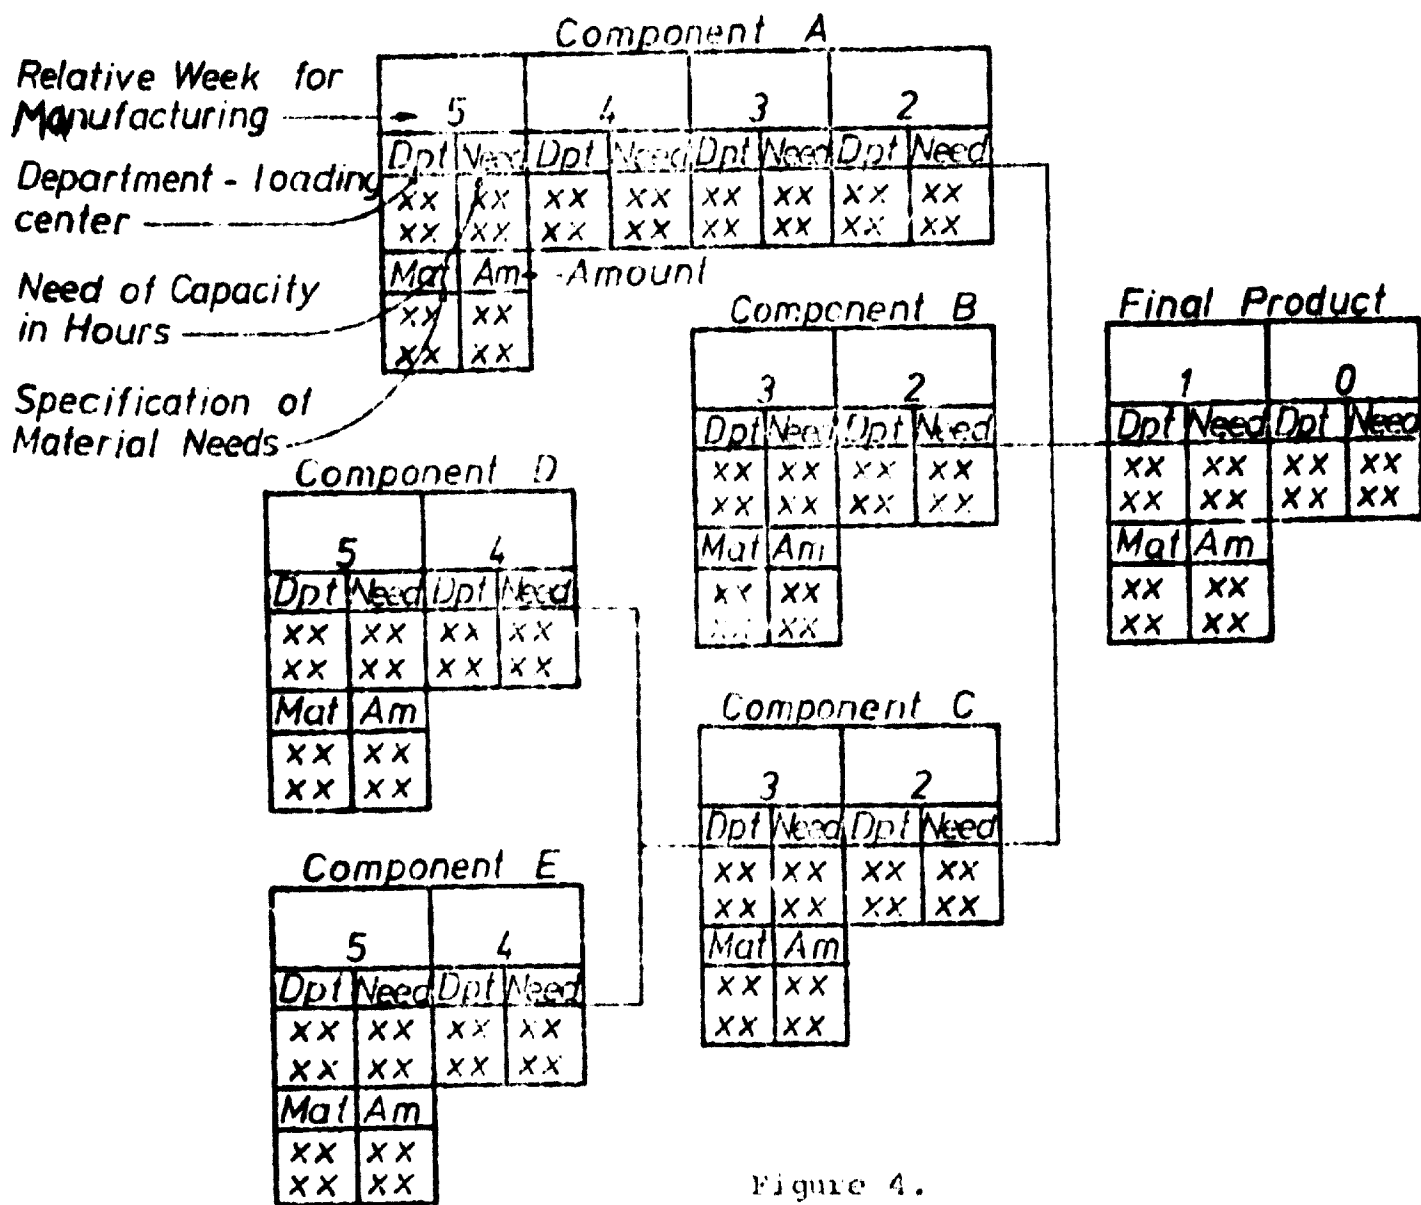 Component A
Relative Week for
Manufacturing
5 4 3 2
Dpt Need Dpt Need Dpt Need Dpt Need
Department - loading
center
xx xx xx xx xx xx xx xx
xx xx xx xx xx xx xx xx
Mat Am Amount
Need of Capacity
in Hours
xx xx
xx xx
Specification of
Material Needs
Component B
3 2
Dpt Need Dpt Need
xx xx xx xx
xx xx xx xx
Mat Am
xx xx
xx xx
Final Product
1 0
Dpt Need Dpt Need
xx xx xx xx
xx xx xx xx
Mat Am
xx xx
xx xx
Component D
5 4
Dpt Need Dpt Need
xx xx xx xx
xx xx xx xx
Mat Am
xx xx
xx xx
Component C
3 2
Dpt Need Dpt Need
xx xx xx xx
xx xx xx xx
Mat Am
xx xx
xx xx
Component E
5 4
Dpt Need Dpt Need
xx xx xx xx
xx xx xx xx
Mat Am
xx xx
xx xx
Figure 4.